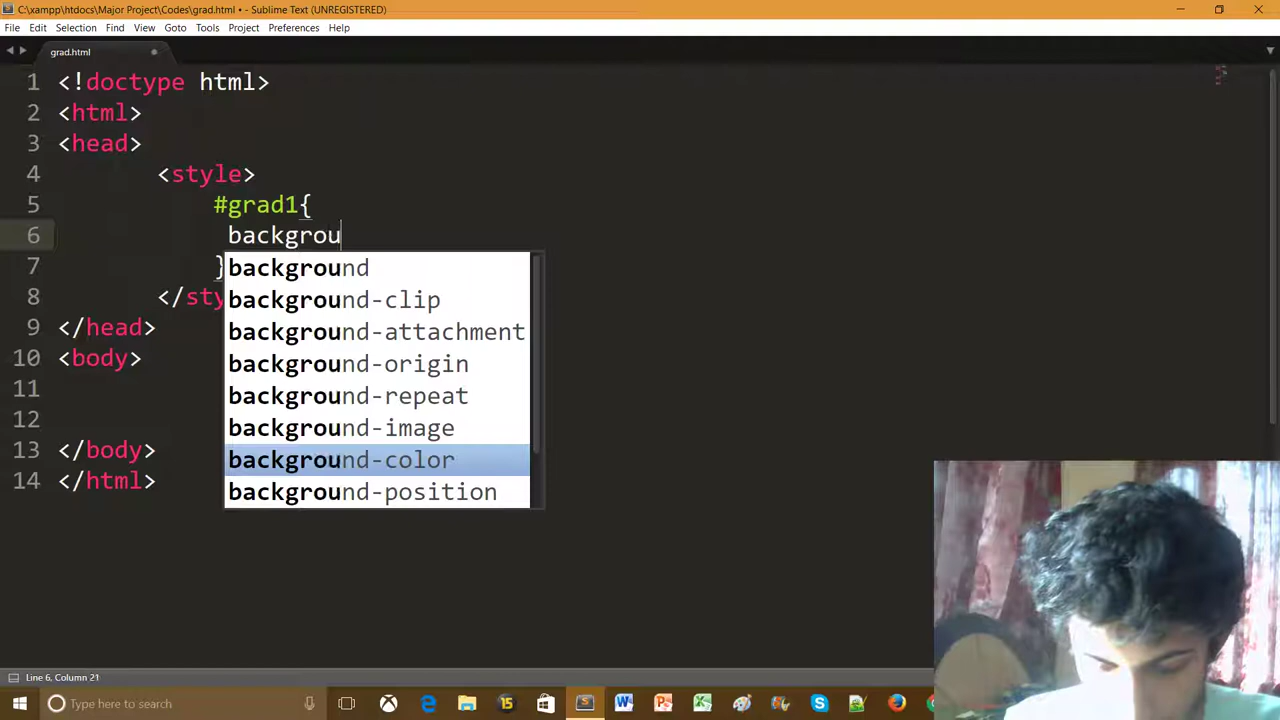 C:\xampp\htdocs\Major Project\Codes\grad.html • - Sublime Text (UNREGISTERED)
File Edit Selection Find View Goto Tools Project Preferences Help
grad.html
1 <!doctype html>
2 <html>
3 <head>
4 <style>
5 #grad1{
6 backgrou
7 }
background
8 </sty
background-clip
background-attachment
9 </head>
10 <body>
background-origin
11
background-repeat
12
background-image
13 </body>
background-color
14 </html>
background-position
Line 6, Column 21
Type here to search
15